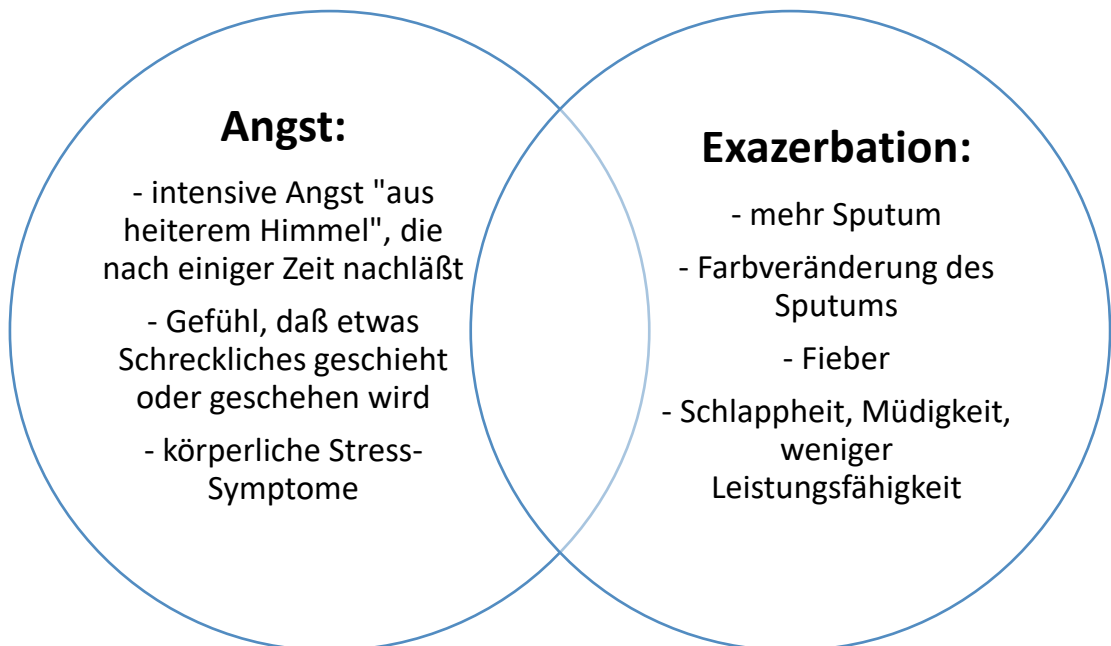 Angst:
- intensive Angst "aus
heiterem Himmel", die
nach einiger Zeit nachläßt
- Gefühl, daß etwas
Schreckliches geschieht
oder geschehen wird
- körperliche Stress-
Symptome
Exazerbation:
- mehr Sputum
- Farbveränderung des
Sputums
- Fieber
- Schlappheit, Müdigkeit,
weniger
Leistungsfähigkeit